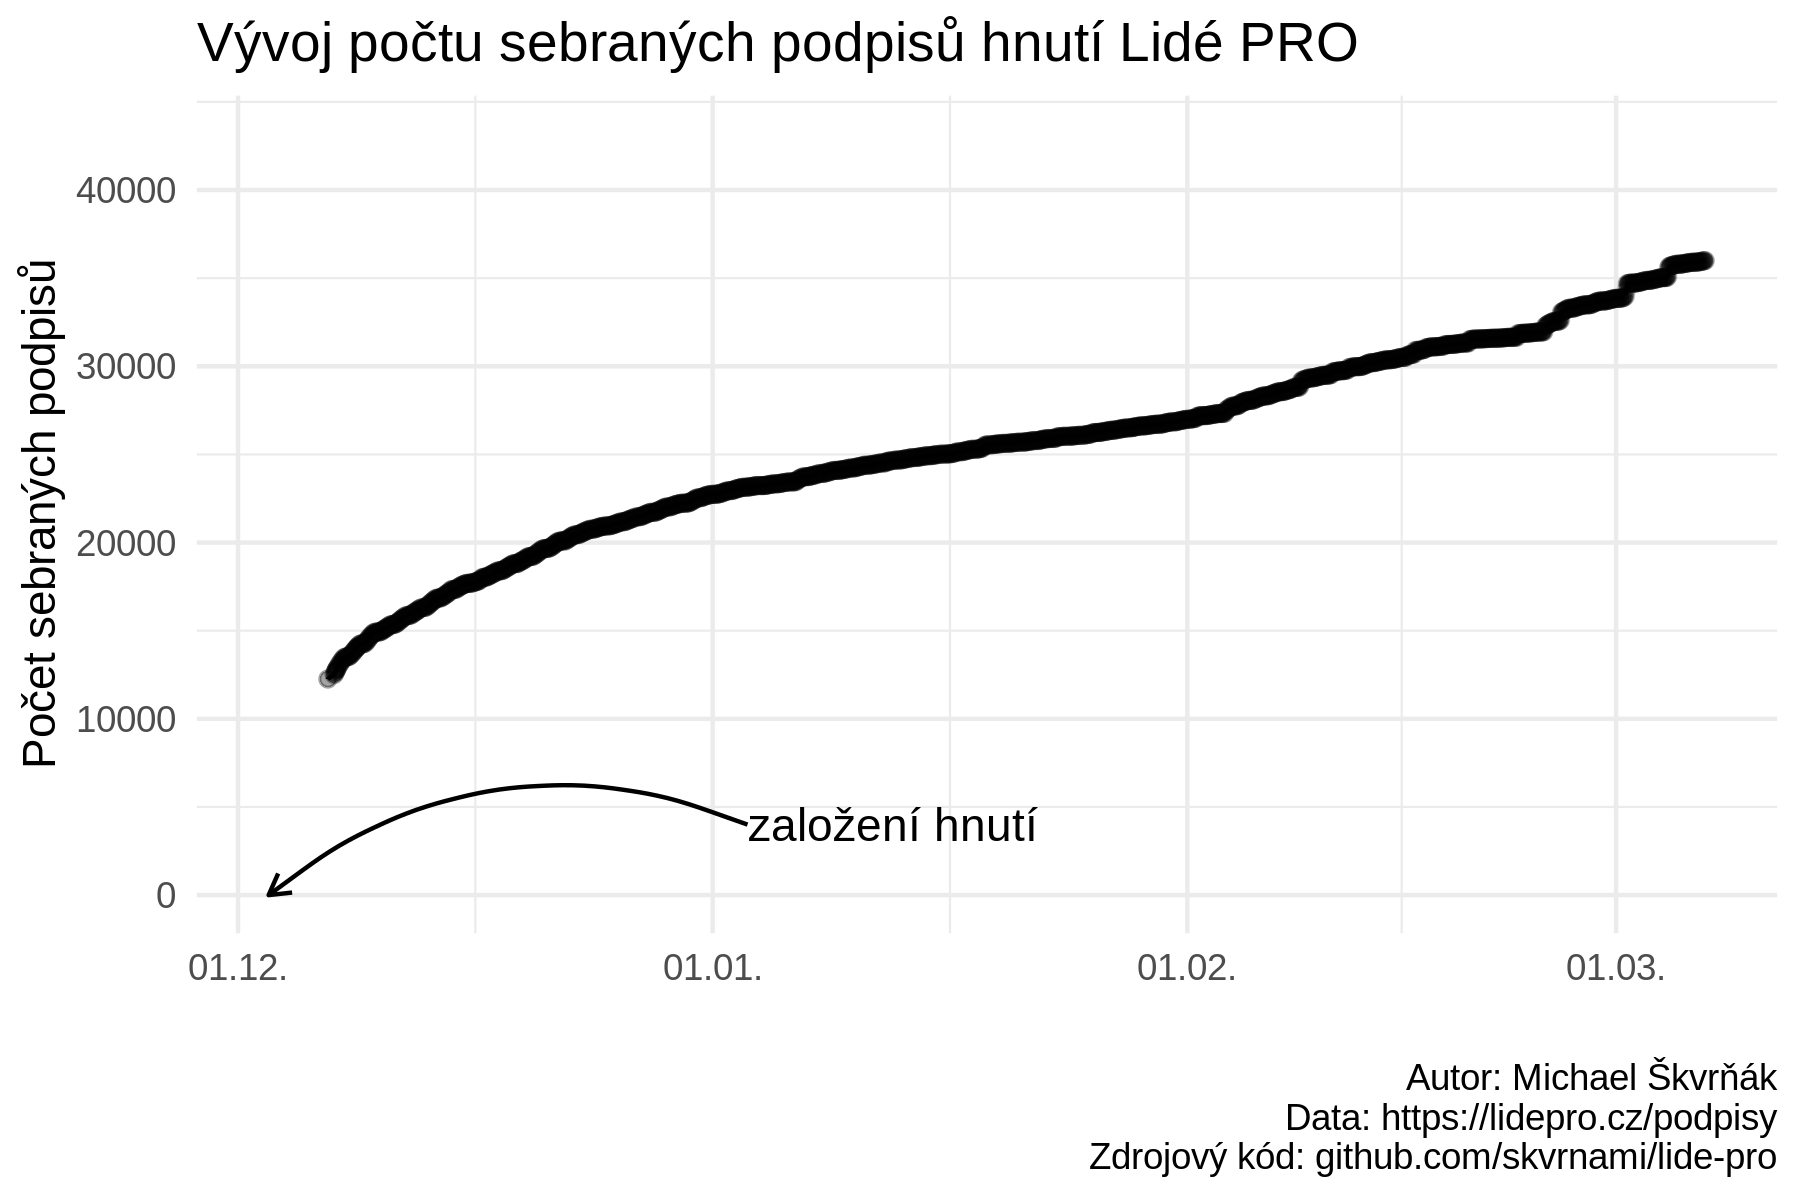 Vývoj počtu sebraných podpisů hnutí Lidé PRO
Počet sebraných podpisů
40000
30000
20000
10000
0
založení hnutí
01.12.
01.01.
01.02.
01.03.
Autor: Michael Škvrňák
Data: https://lidepro.cz/podpisy
Zdrojový kód: github.com/skvrnami/lide-pro